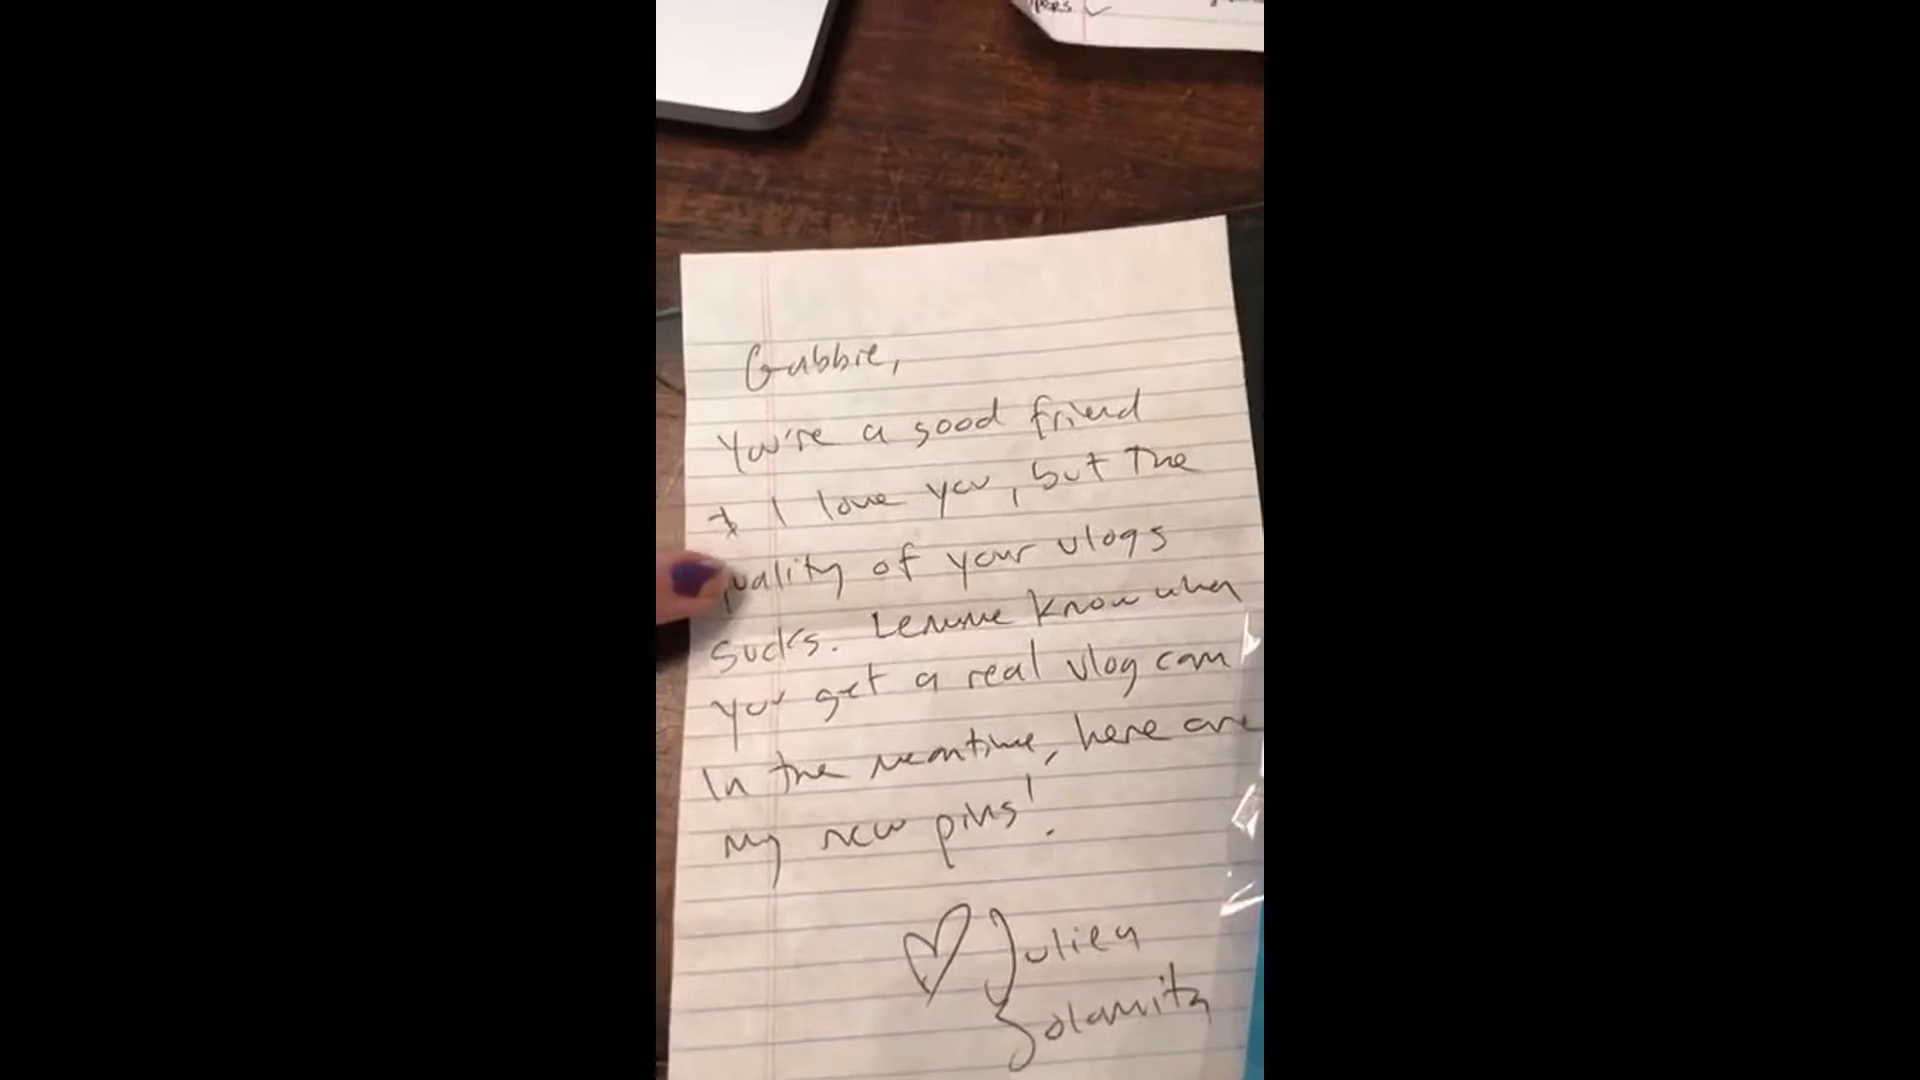 Gabbie,
You're a good friend
& I love you, but the
quality of your vlogs
sucks. Lemme know when
you get a real vlog cam
In the meantime, here are
my new pins!
♡ Julien
Solomita